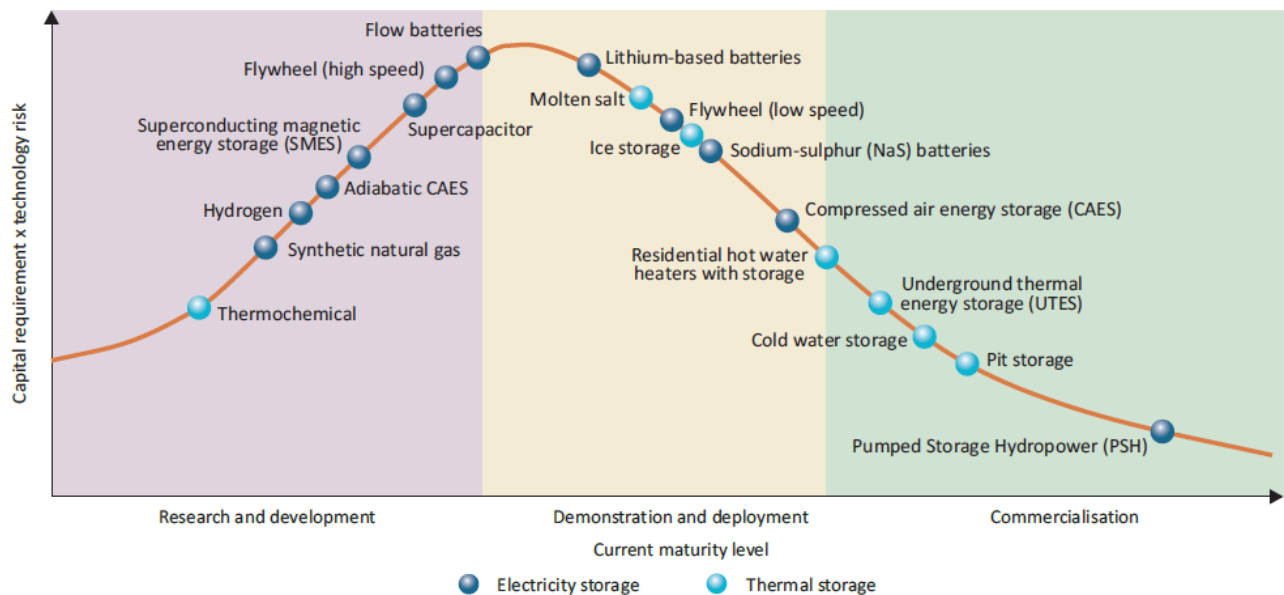 Capital requirement x technology risk
Flow batteries
Flywheel (high speed)
Supercapacitor
Superconducting magnetic
energy storage (SMES)
Adiabatic CAES
Hydrogen
Synthetic natural gas
Thermochemical
Lithium-based batteries
Molten salt
Flywheel (low speed)
Ice storage
Sodium-sulphur (NaS) batteries
Compressed air energy storage (CAES)
Residential hot water
heaters with storage
Underground thermal
energy storage (UTES)
Cold water storage
Pit storage
Pumped Storage Hydropower (PSH)
Research and development
Demonstration and deployment
Commercialisation
Current maturity level
Electricity storage
Thermal storage